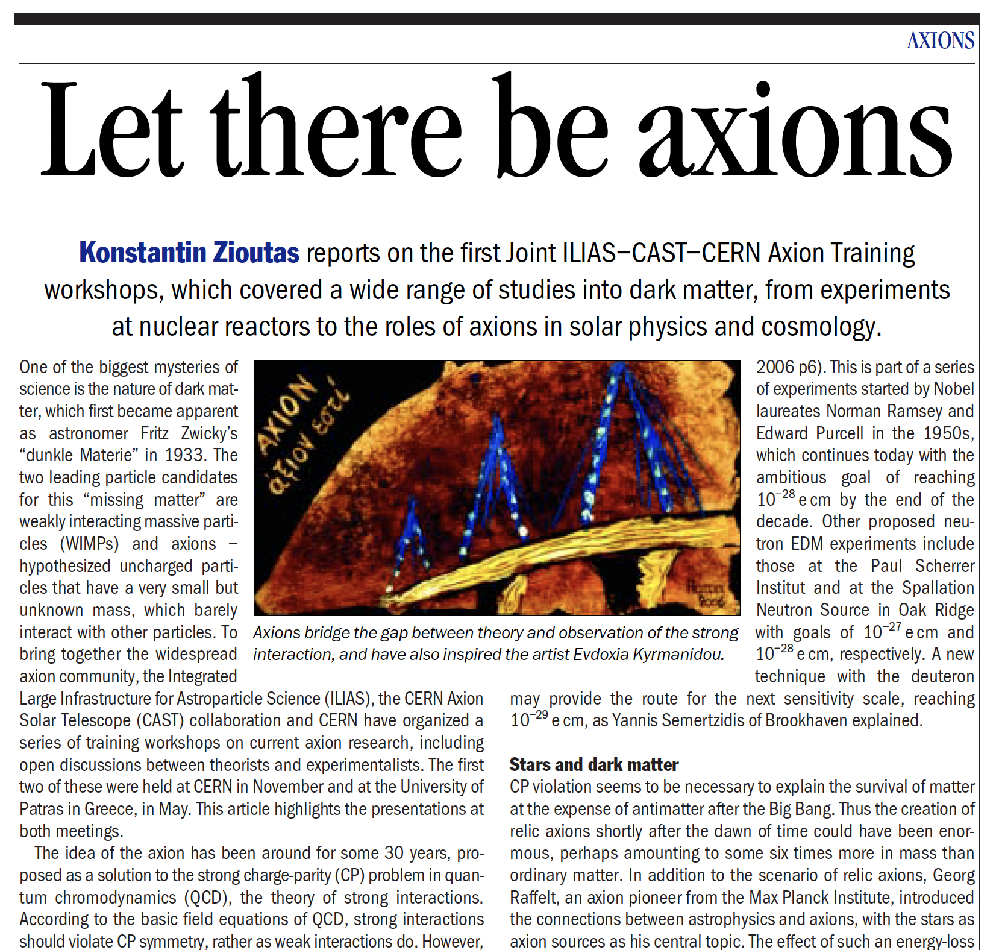 AXIONS
Let there be axions
Konstantin Zioutas reports on the first Joint ILIAS–CAST–CERN Axion Training
workshops, which covered a wide range of studies into dark matter, from experiments
at nuclear reactors to the roles of axions in solar physics and cosmology.
One of the biggest mysteries of
science is the nature of dark mat-
ter, which first became apparent
as astronomer Fritz Zwicky’s
“dunkle Materie” in 1933. The
two leading particle candidates
for this “missing matter” are
weakly interacting massive parti-
cles (WIMPs) and axions –
hypothesized uncharged parti-
cles that have a very small but
unknown mass, which barely
interact with other particles. To
bring together the widespread
axion community, the Integrated
Large Infrastructure for Astroparticle Science (ILIAS), the CERN Axion
Solar Telescope (CAST) collaboration and CERN have organized a
series of training workshops on current axion research, including
open discussions between theorists and experimentalists. The first
two of these were held at CERN in November and at the University of
Patras in Greece, in May. This article highlights the presentations at
both meetings.
The idea of the axion has been around for some 30 years, pro-
posed as a solution to the strong charge-parity (CP) problem in quan-
tum chromodynamics (QCD), the theory of strong interactions.
According to the basic field equations of QCD, strong interactions
should violate CP symmetry, rather as weak interactions do. However,
AXION
ἄξιον ἐστί
2006
Axions bridge the gap between theory and observation of the strong
interaction, and have also inspired the artist Evdoxia Kyrmanidou.
2006 p6). This is part of a series
of experiments started by Nobel
laureates Norman Ramsey and
Edward Purcell in the 1950s,
which continues today with the
ambitious goal of reaching
10⁻²⁸ e cm by the end of the
decade. Other proposed neu-
tron EDM experiments include
those at the Paul Scherrer
Institut and at the Spallation
Neutron Source in Oak Ridge
with goals of 10⁻²⁷ e cm and
10⁻²⁸ e cm, respectively. A new
technique with the deuteron
may provide the route for the next sensitivity scale, reaching
10⁻²⁹ e cm, as Yannis Semertzidis of Brookhaven explained.
Stars and dark matter
CP violation seems to be necessary to explain the survival of matter
at the expense of antimatter after the Big Bang. Thus the creation of
relic axions shortly after the dawn of time could have been enor-
mous, perhaps amounting to some six times more in mass than
ordinary matter. In addition to the scenario of relic axions, Georg
Raffelt, an axion pioneer from the Max Planck Institute, introduced
the connections between astrophysics and axions, with the stars as
axion sources as his central topic. The effect of such an energy-loss